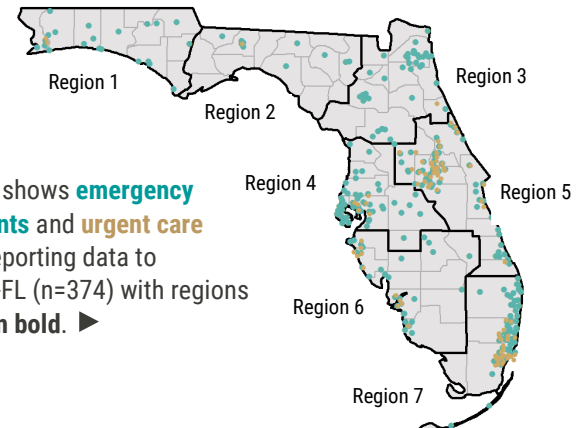 Region 1
Region 2
Region 3
Region 4
Region 5
shows emergency
nts and urgent care
eporting data to
FL (n=374) with regions
n bold. ►
Region 6
Region 7